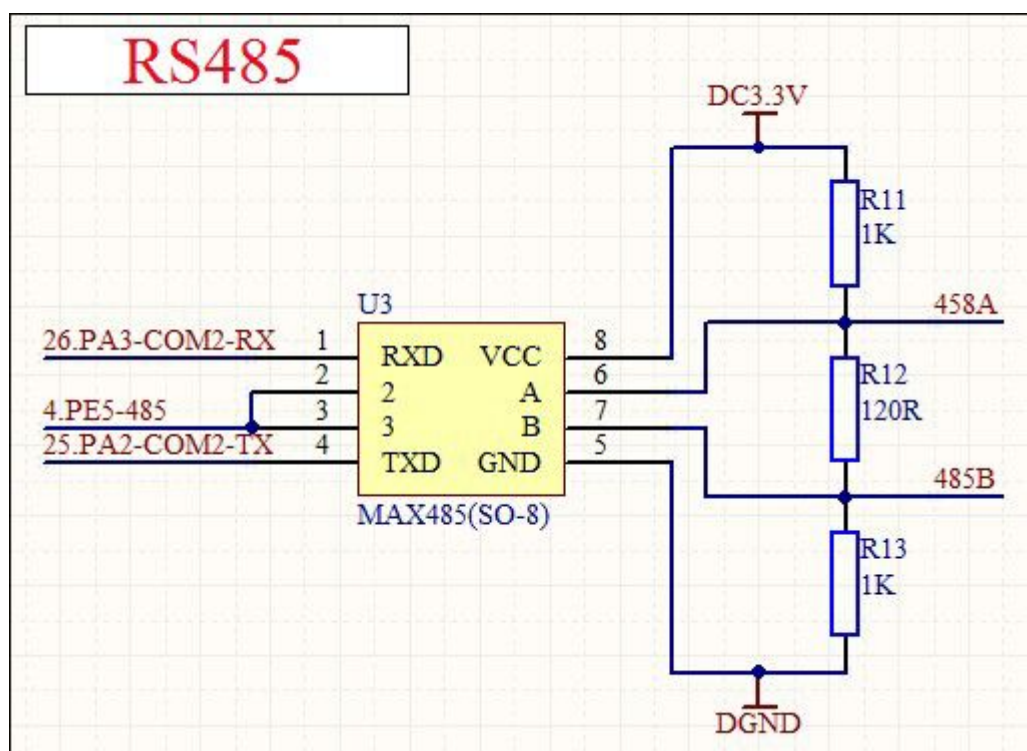 RS485
DC3.3V
R11
1K
U3
458A
26.PA3-COM2-RX
1
RXD
VCC
8
2
2
A
6
R12
120R
4.PE5-485
3
3
B
7
25.PA2-COM2-TX
4
TXD
GND
5
485B
MAX485(SO-8)
R13
1K
DGND